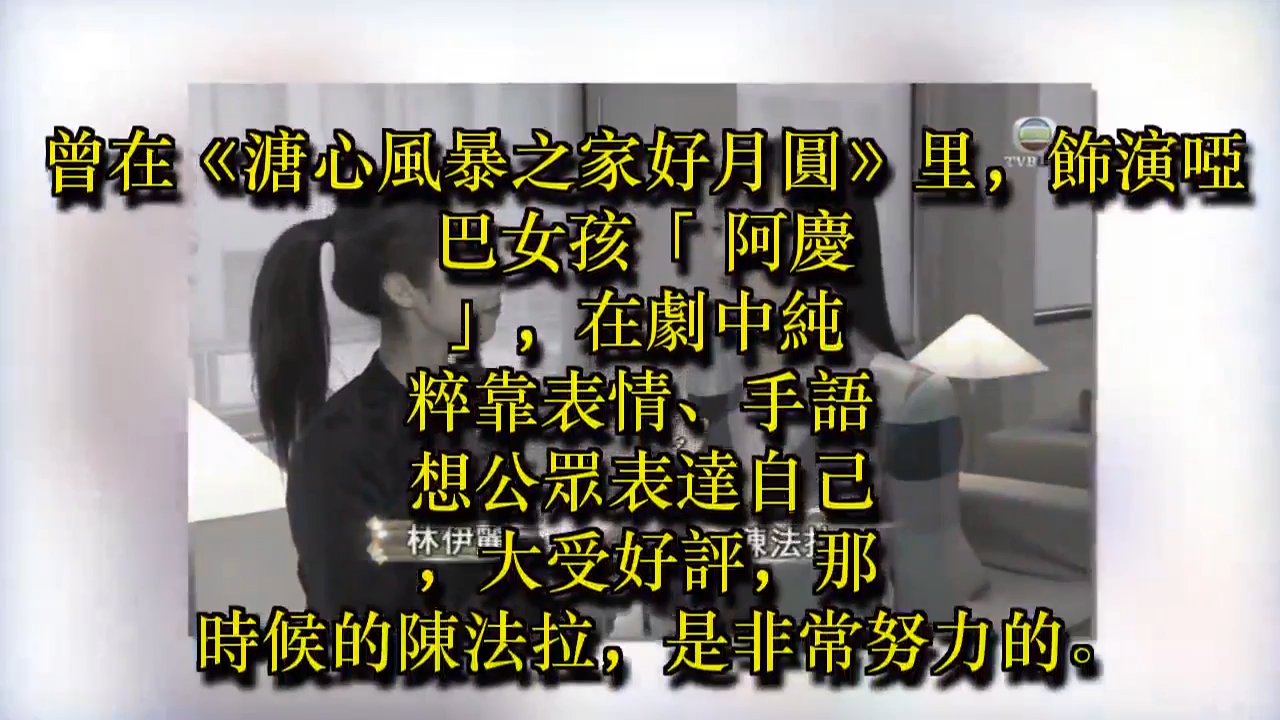 TVB
曾在《溏心風暴之家好月圓》里，飾演啞
巴女孩「 阿慶
」，在劇中純
粹靠表情、手語
想公眾表達自己
，大受好評，那
時候的陳法拉，是非常努力的。
林伊麗
陳法拉